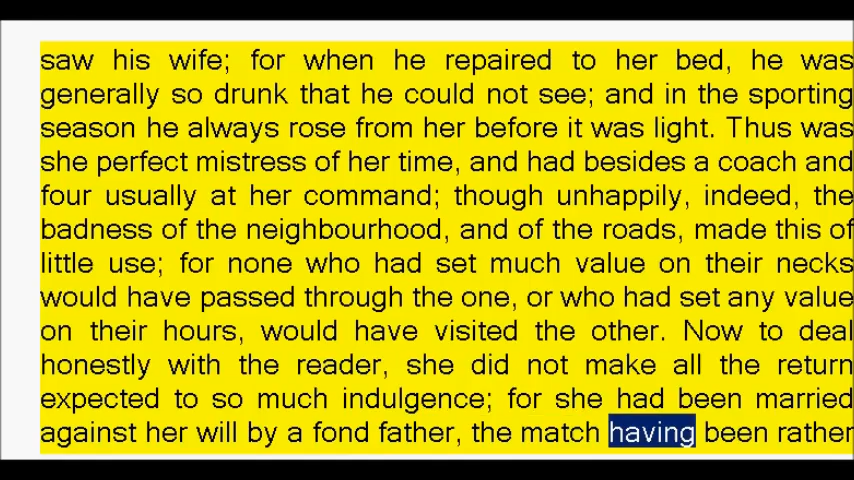 saw his wife; for when he repaired to her bed, he was
generally so drunk that he could not see; and in the sporting
season he always rose from her before it was light. Thus was
she perfect mistress of her time, and had besides a coach and
four usually at her command; though unhappily, indeed, the
badness of the neighbourhood, and of the roads, made this of
little use; for none who had set much value on their necks
would have passed through the one, or who had set any value
on their hours, would have visited the other. Now to deal
honestly with the reader, she did not make all the return
expected to so much indulgence; for she had been married
against her will by a fond father, the match having been rather